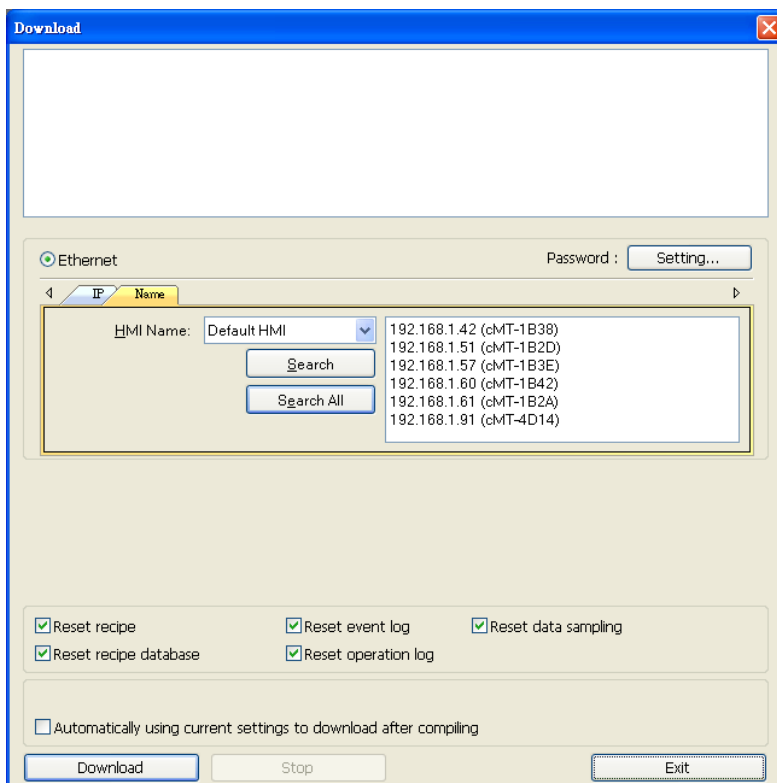 Download
Ethernet
Password : Setting...
IP Name
HMI Name: Default HMI
Search
Search All
192.168.1.42 (cMT-1B38)
192.168.1.51 (cMT-1B2D)
192.168.1.57 (cMT-1B3E)
192.168.1.60 (cMT-1B42)
192.168.1.61 (cMT-1B2A)
192.168.1.91 (cMT-4D14)
Reset recipe Reset event log Reset data sampling
Reset recipe database Reset operation log
Automatically using current settings to download after compiling
Download Stop Exit